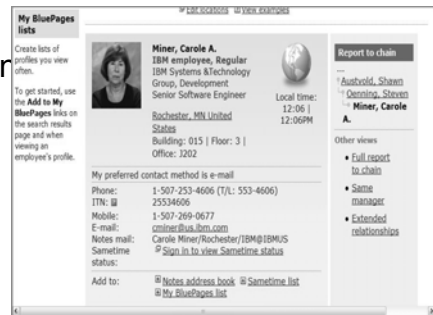 Edit locations View examples
My BluePages
lists
Create lists of
profiles you view
often.
To get started, use
the Add to My
BluePages links on
the search results
page and when
viewing an
employee's profile.
n
Miner, Carole A.
IBM employee, Regular
IBM Systems &Technology
Group, Development
Senior Software Engineer
Rochester, MN United
States
Building: 015 | Floor: 3 |
Office: J202
Local time:
12:06 |
12:06PM
My preferred contact method is e-mail
Phone: 1-507-253-4606 (T/L: 553-4606)
ITN: 25534606
Mobile: 1-507-269-0677
E-mail: cminer@us.ibm.com
Notes mail: Carole Miner/Rochester/IBM@IBMUS
Sametime Sign in to view Sametime status
status:
Add to: Notes address book Sametime list
My BluePages list
Report to chain
...
Austvold, Shawn
Oenning, Steven
Miner, Carole
A.
Other views
Full report
to chain
Same
manager
Extended
relationships